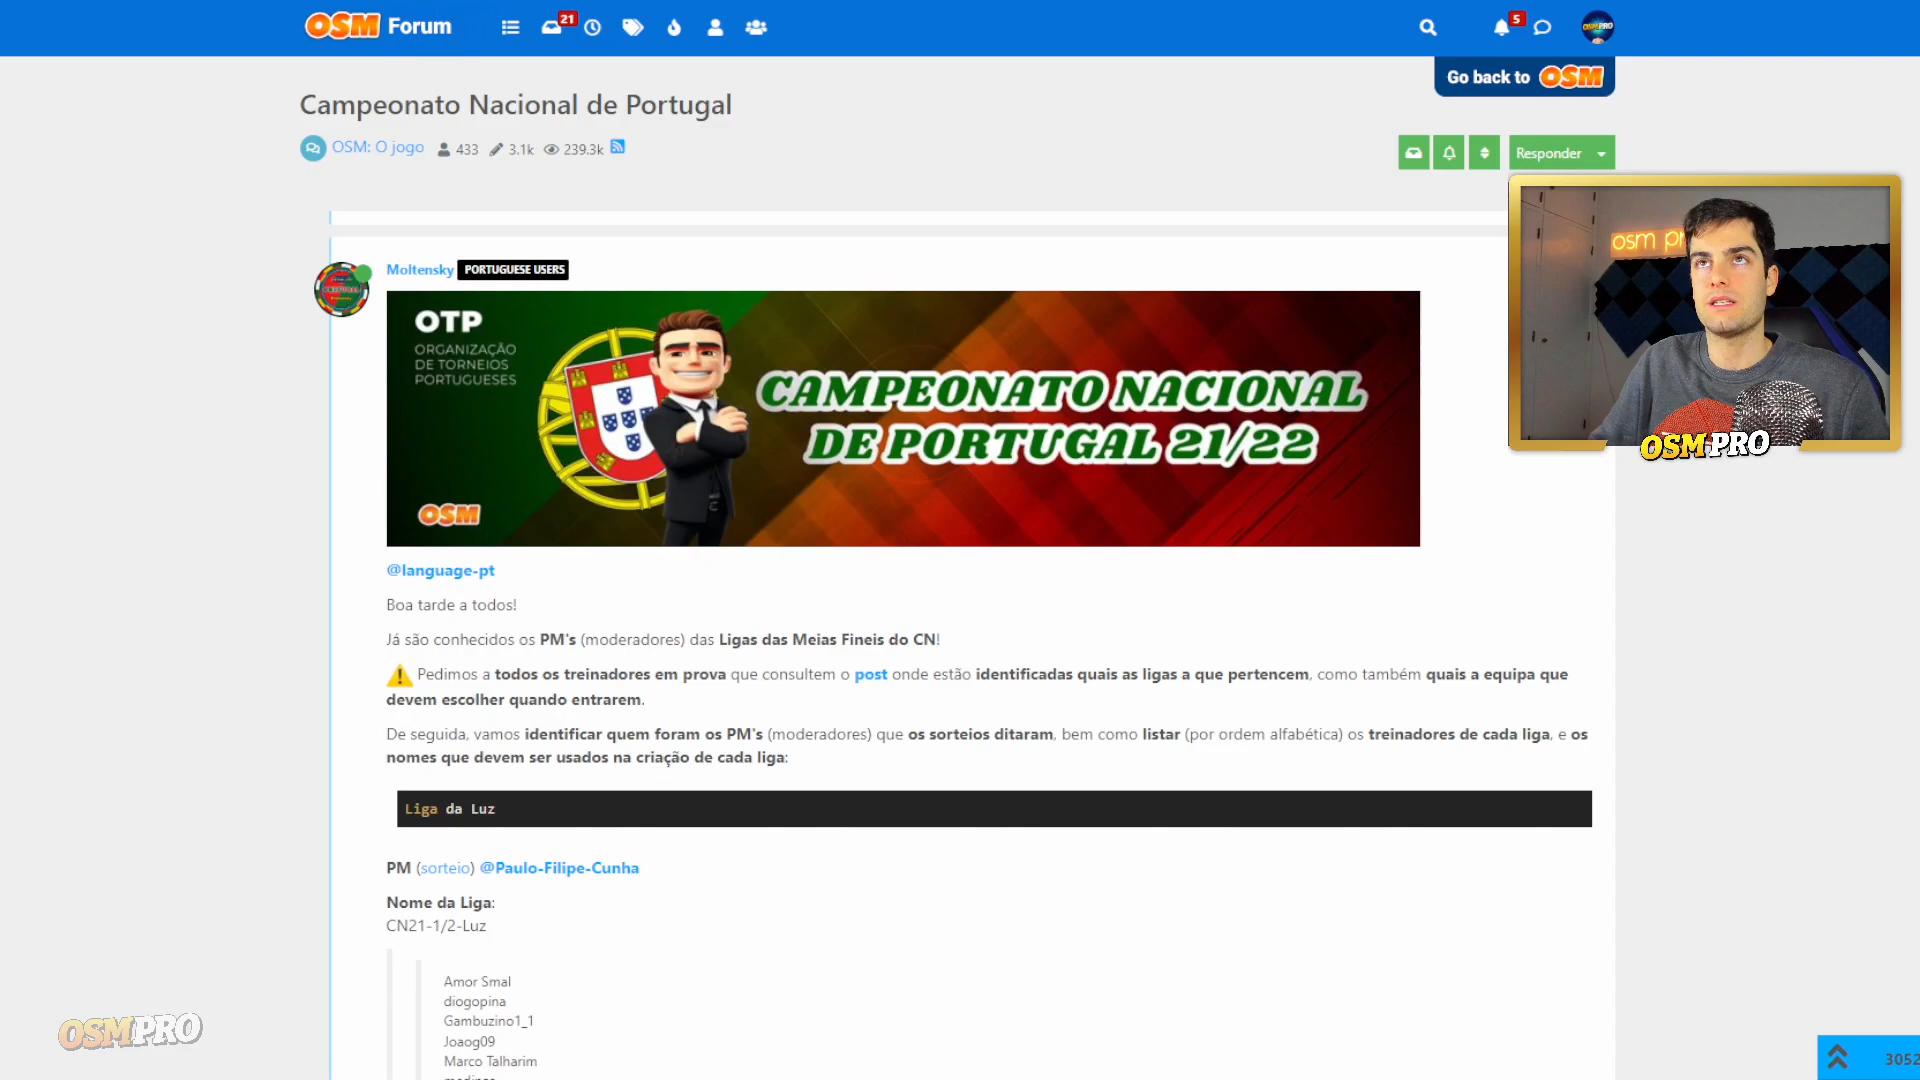 OSM Forum
21
5
Go back to OSM
Campeonato Nacional de Portugal
OSM: O jogo 433 3.1k 239.3k
Responder
osm pr
OSMPRO
Moltensky PORTUGUESE USERS
OTP
ORGANIZAÇÃO
DE TORNEIOS
PORTUGUESES
CAMPEONATO NACIONAL
DE PORTUGAL 21/22
OSM
@language-pt
Boa tarde a todos!
Já são conhecidos os PM's (moderadores) das Ligas das Meias Fineis do CN!
Pedimos a todos os treinadores em prova que consultem o post onde estão identificadas quais as ligas a que pertencem, como também quais a equipa que
devem escolher quando entrarem.
De seguida, vamos identificar quem foram os PM's (moderadores) que os sorteios ditaram, bem como listar (por ordem alfabética) os treinadores de cada liga, e os
nomes que devem ser usados na criação de cada liga:
Liga da Luz
PM (sorteio) @Paulo-Filipe-Cunha
Nome da Liga:
CN21-1/2-Luz
Amor Smal
diogopina
Gambuzino1_1
Joaog09
Marco Talharim
OSMPRO
3052